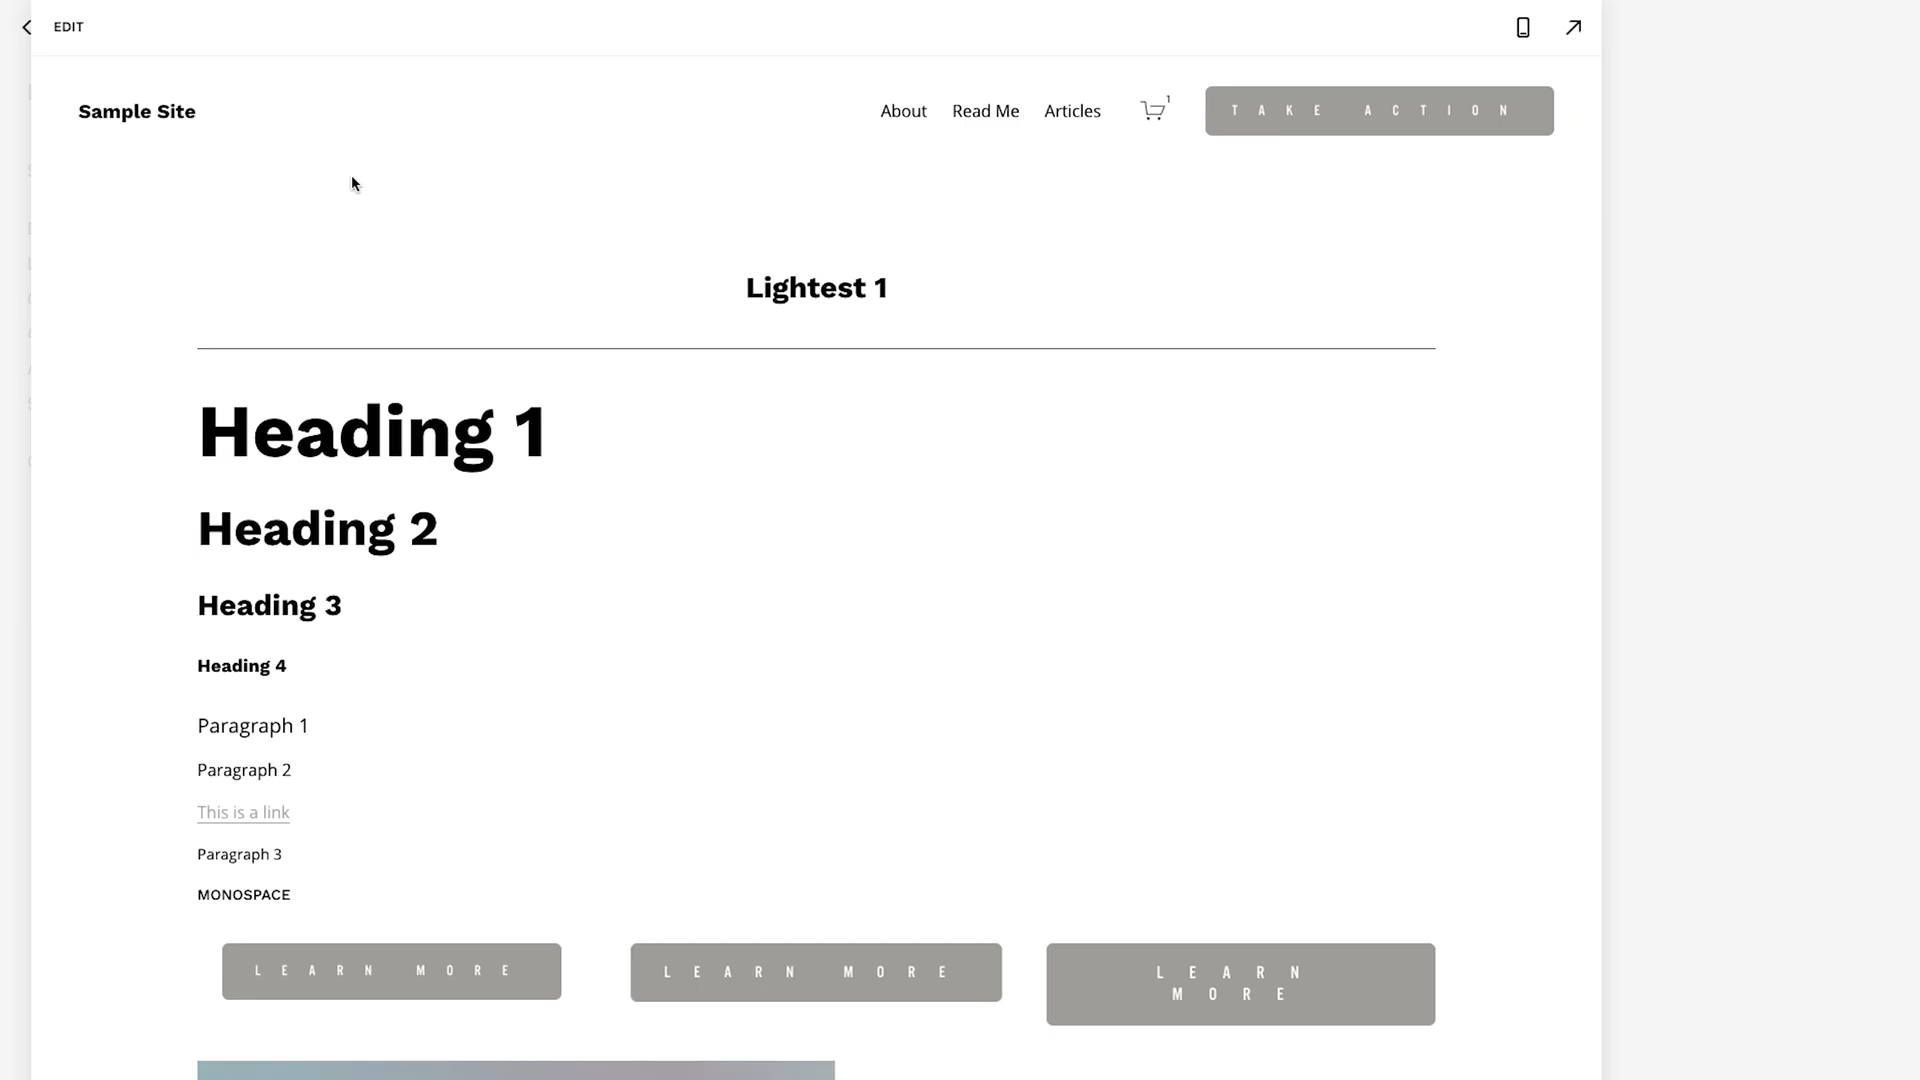 EDIT
Sample Site
About Read Me Articles 1 TAKE ACTION
Lightest 1
Heading 1
Heading 2
Heading 3
Heading 4
Paragraph 1
Paragraph 2
This is a link
Paragraph 3
MONOSPACE
LEARN MORE LEARN MORE LEARN
MORE